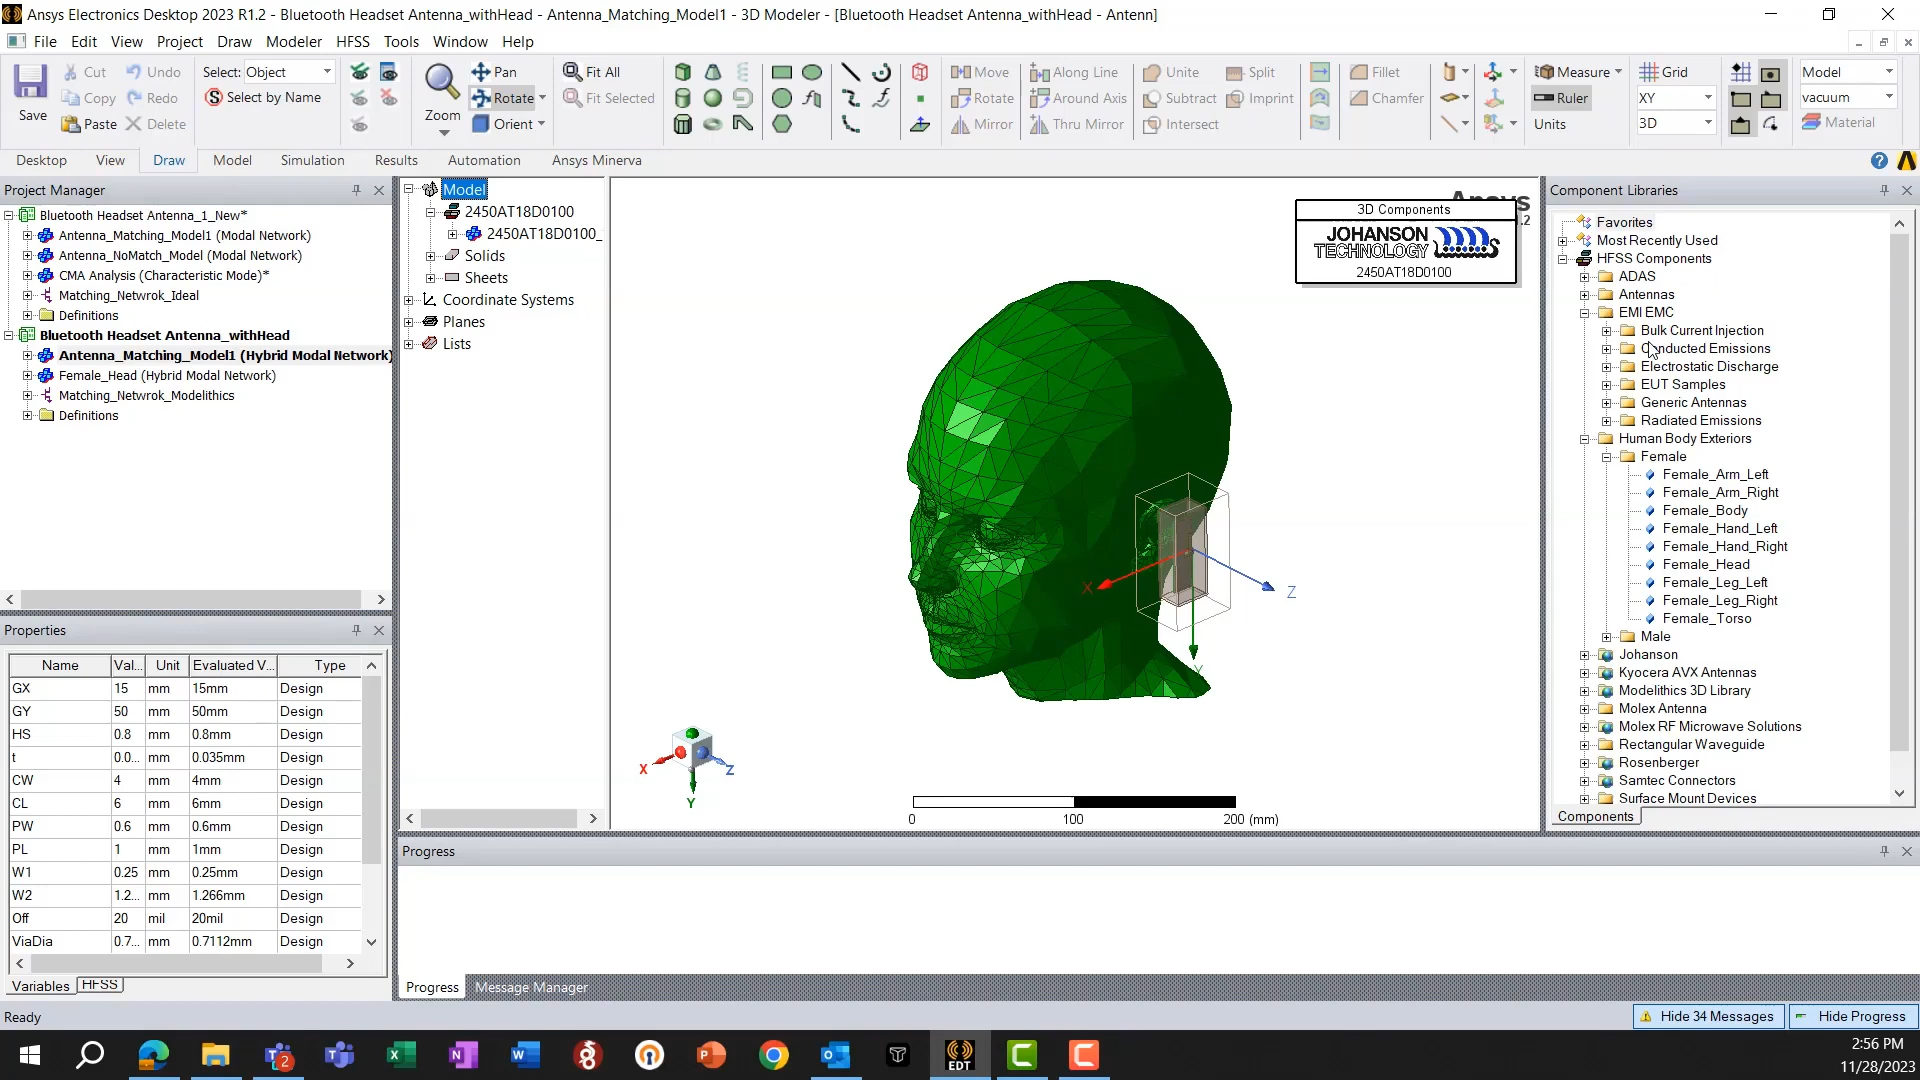 Ansys Electronics Desktop 2023 R1.2 - Bluetooth Headset Antenna_withHead - Antenna_Matching_Model1 - 3D Modeler - [Bluetooth Headset Antenna_withHead - Antenn]
File Edit View Project Draw Modeler HFSS Tools Window Help
Save
Cut Undo
Copy Redo
Paste Delete
Select: Object
Select by Name
Zoom
Pan
Rotate
Orient
Fit All
Fit Selected
Move Along Line Unite Split Fillet
Rotate Around Axis Subtract Imprint Chamfer
Mirror Thru Mirror Intersect
Measure Grid Model
Ruler XY vacuum
Units 3D Material
Desktop View Draw Model Simulation Results Automation Ansys Minerva
Project Manager
Bluetooth Headset Antenna_1_New*
Antenna_Matching_Model1 (Modal Network)
Antenna_NoMatch_Model (Modal Network)
CMA Analysis (Characteristic Mode)*
Matching_Netwrok_Ideal
Definitions
Bluetooth Headset Antenna_withHead
Antenna_Matching_Model1 (Hybrid Modal Network)
Female_Head (Hybrid Modal Network)
Matching_Netwrok_Modelithics
Definitions
Properties
Name Val... Unit Evaluated V... Type
GX 15 mm 15mm Design
GY 50 mm 50mm Design
HS 0.8 mm 0.8mm Design
t 0.0... mm 0.035mm Design
CW 4 mm 4mm Design
CL 6 mm 6mm Design
PW 0.6 mm 0.6mm Design
PL 1 mm 1mm Design
W1 0.25 mm 0.25mm Design
W2 1.2... mm 1.266mm Design
Off 20 mil 20mil Design
ViaDia 0.7... mm 0.7112mm Design
Variables HFSS
Model
2450AT18D0100
2450AT18D0100_
Solids
Sheets
Coordinate Systems
Planes
Lists
3D Components
JOHANSON
TECHNOLOGY
2450AT18D0100
X Z
Y
X Z
Y
0 100 200 (mm)
Component Libraries
Favorites
Most Recently Used
HFSS Components
ADAS
Antennas
EMI EMC
Bulk Current Injection
Conducted Emissions
Electrostatic Discharge
EUT Samples
Generic Antennas
Radiated Emissions
Human Body Exteriors
Female
Female_Arm_Left
Female_Arm_Right
Female_Body
Female_Hand_Left
Female_Hand_Right
Female_Head
Female_Leg_Left
Female_Leg_Right
Female_Torso
Male
Johanson
Kyocera AVX Antennas
Modelithics 3D Library
Molex Antenna
Molex RF Microwave Solutions
Rectangular Waveguide
Rosenberger
Samtec Connectors
Surface Mount Devices
Components
Progress
Progress Message Manager
Ready
Hide 34 Messages Hide Progress
2
EDT
2:56 PM
11/28/2023